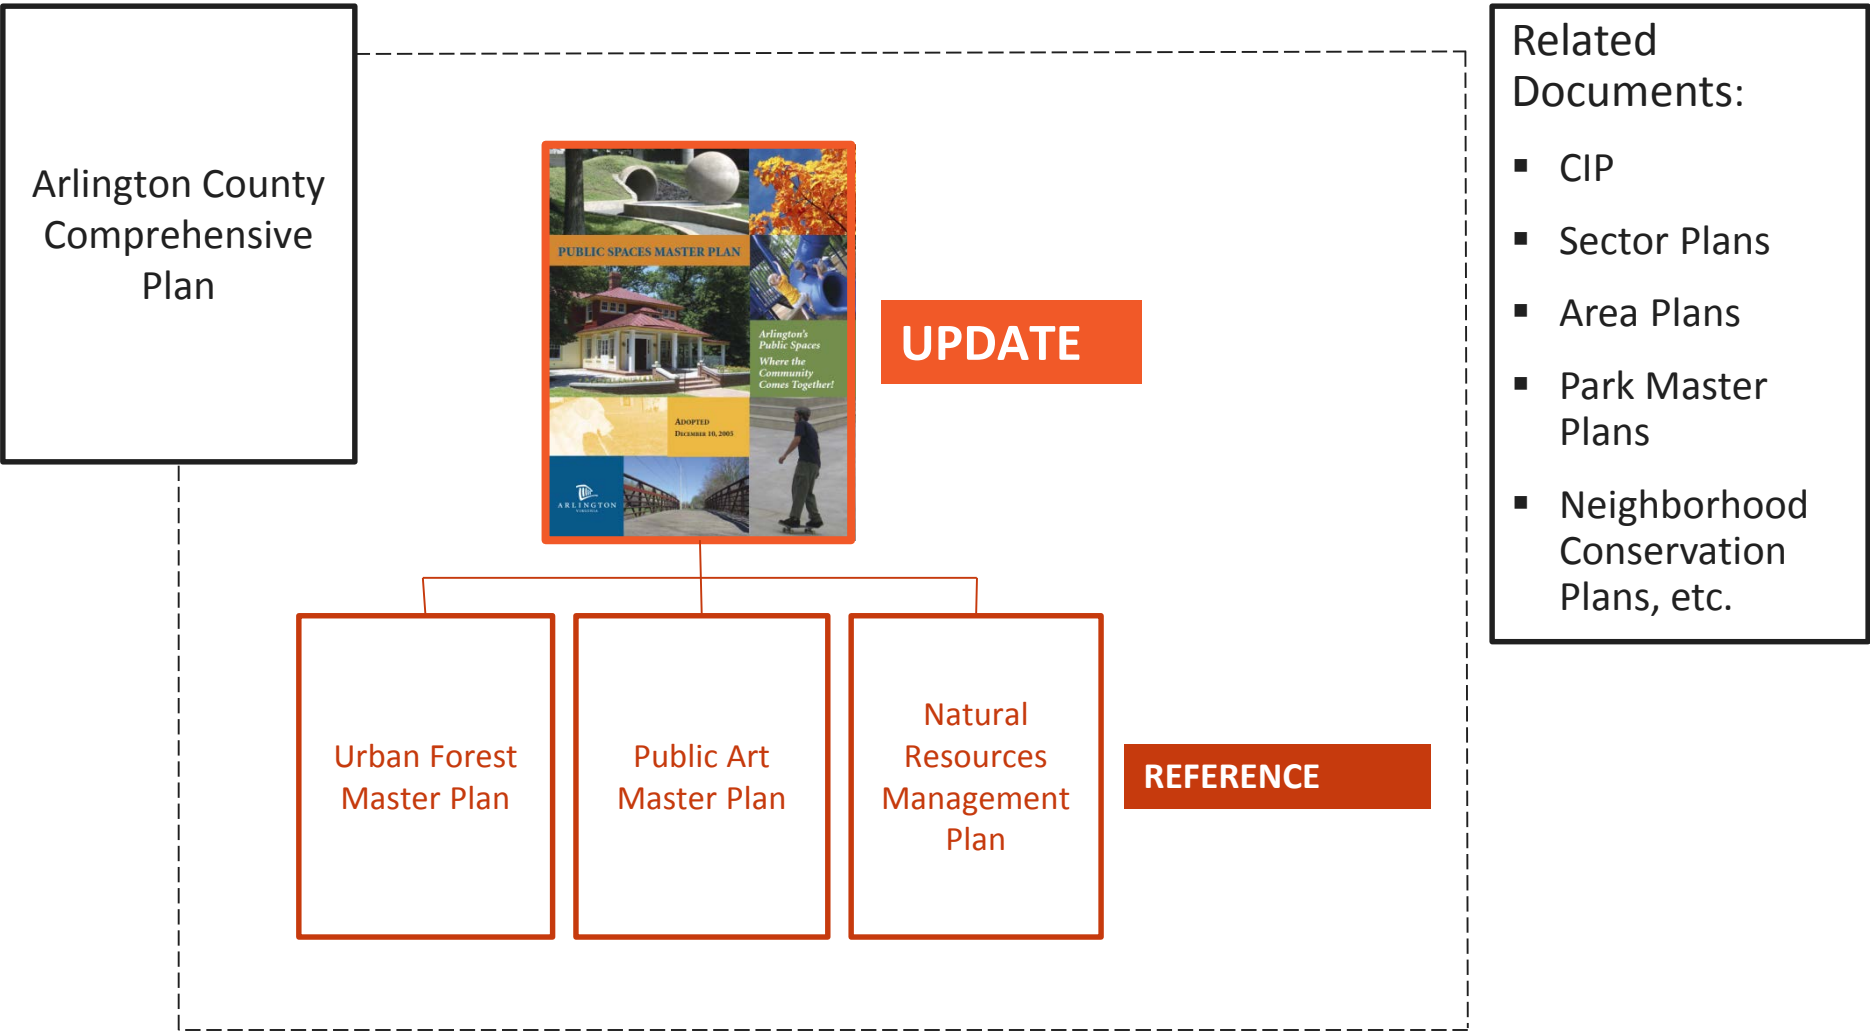 Arlington County
Comprehensive
Plan
PUBLIC SPACES MASTER PLAN
Arlington's
Public Spaces
Where the
Community
Comes Together!
ADOPTED
DECEMBER 10, 2005
ARLINGTON
VIRGINIA
UPDATE
Urban Forest
Master Plan
Public Art
Master Plan
Natural
Resources
Management
Plan
REFERENCE
Related
Documents:
▪ CIP
▪ Sector Plans
▪ Area Plans
▪ Park Master
Plans
▪ Neighborhood
Conservation
Plans, etc.